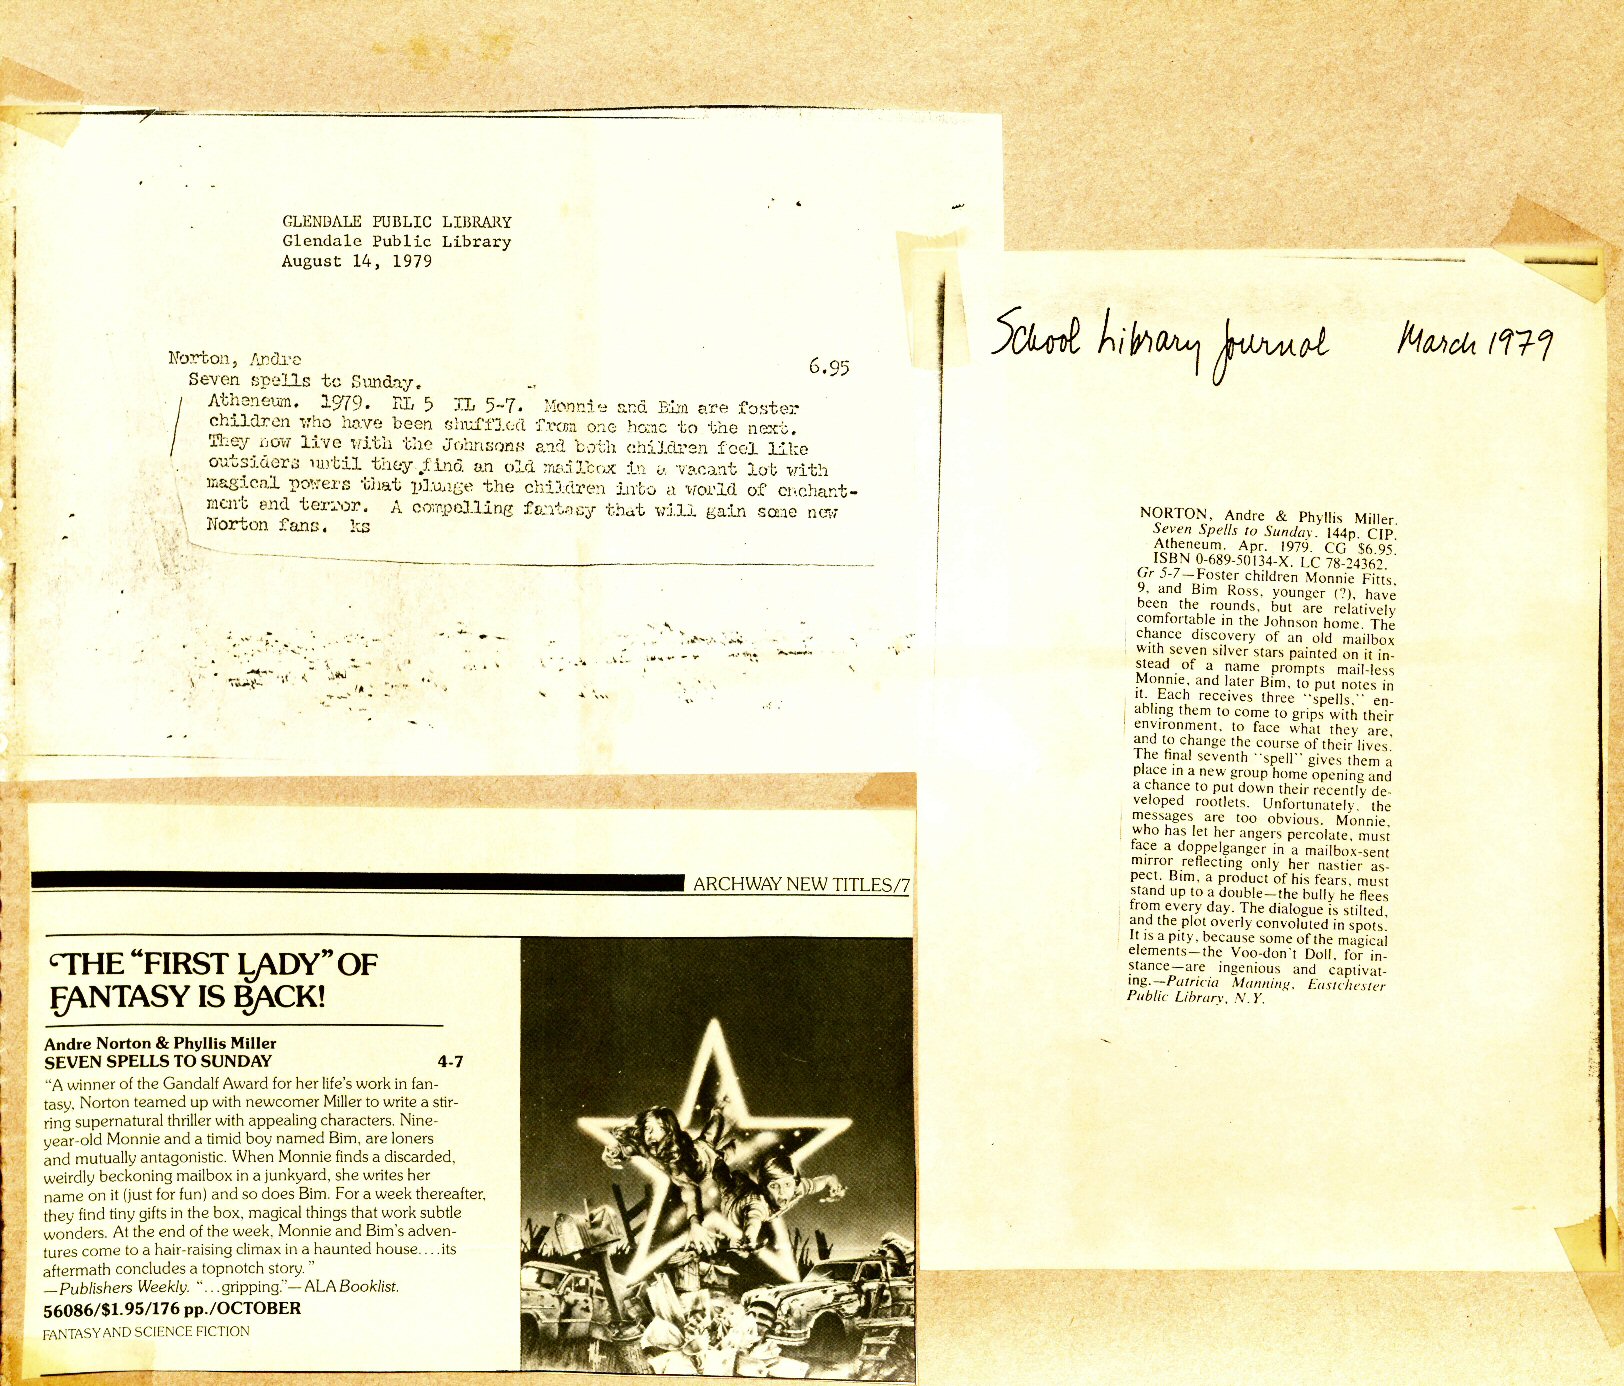 GLENDALE PUBLIC LIBRARY
Glendale Public Library
August 14, 1979
Norton, Andre 6.95
Seven spells to Sunday.
Atheneum. 1979. RL 5 IL 5-7. Monnie and Bim are foster
children who have been shuffled from one home to the next.
They now live with the Johnsons and both children feel like
outsiders until they find an old mailbox in a vacant lot with
magical powers that plunge the children into a world of enchant-
ment and terror. A compelling fantasy that will gain some new
Norton fans. ks
School Library Journal March 1979
NORTON, Andre & Phyllis Miller.
Seven Spells to Sunday. 144p. CIP.
Atheneum. Apr. 1979. CG $6.95.
ISBN 0-689-50134-X. LC 78-24362.
Gr 5-7—Foster children Monnie Fitts,
9, and Bim Ross, younger (?), have
been the rounds, but are relatively
comfortable in the Johnson home. The
chance discovery of an old mailbox
with seven silver stars painted on it in-
stead of a name prompts mail-less
Monnie, and later Bim, to put notes in
it. Each receives three "spells," en-
abling them to come to grips with their
environment, to face what they are,
and to change the course of their lives.
The final seventh "spell" gives them a
place in a new group home opening and
a chance to put down their recently de-
veloped rootlets. Unfortunately, the
messages are too obvious. Monnie,
who has let her angers percolate, must
face a doppelganger in a mailbox-sent
mirror reflecting only her nastier as-
pect. Bim, a product of his fears, must
stand up to a double—the bully he flees
from every day. The dialogue is stilted,
and the plot overly convoluted in spots.
It is a pity, because some of the magical
elements—the Voo-don't Doll, for in-
stance—are ingenious and captivat-
ing.—Patricia Manning, Eastchester
Public Library, N.Y.
ARCHWAY NEW TITLES/7
THE "FIRST LADY" OF
FANTASY IS BACK!
Andre Norton & Phyllis Miller
SEVEN SPELLS TO SUNDAY 4-7
"A winner of the Gandalf Award for her life's work in fan-
tasy, Norton teamed up with newcomer Miller to write a stir-
ring supernatural thriller with appealing characters. Nine-
year-old Monnie and a timid boy named Bim, are loners
and mutually antagonistic. When Monnie finds a discarded,
weirdly beckoning mailbox in a junkyard, she writes her
name on it (just for fun) and so does Bim. For a week thereafter,
they find tiny gifts in the box, magical things that work subtle
wonders. At the end of the week, Monnie and Bim's adven-
tures come to a hair-raising climax in a haunted house....its
aftermath concludes a topnotch story."
—Publishers Weekly. "...gripping."—ALA Booklist.
56086/$1.95/176 pp./OCTOBER
FANTASY AND SCIENCE FICTION